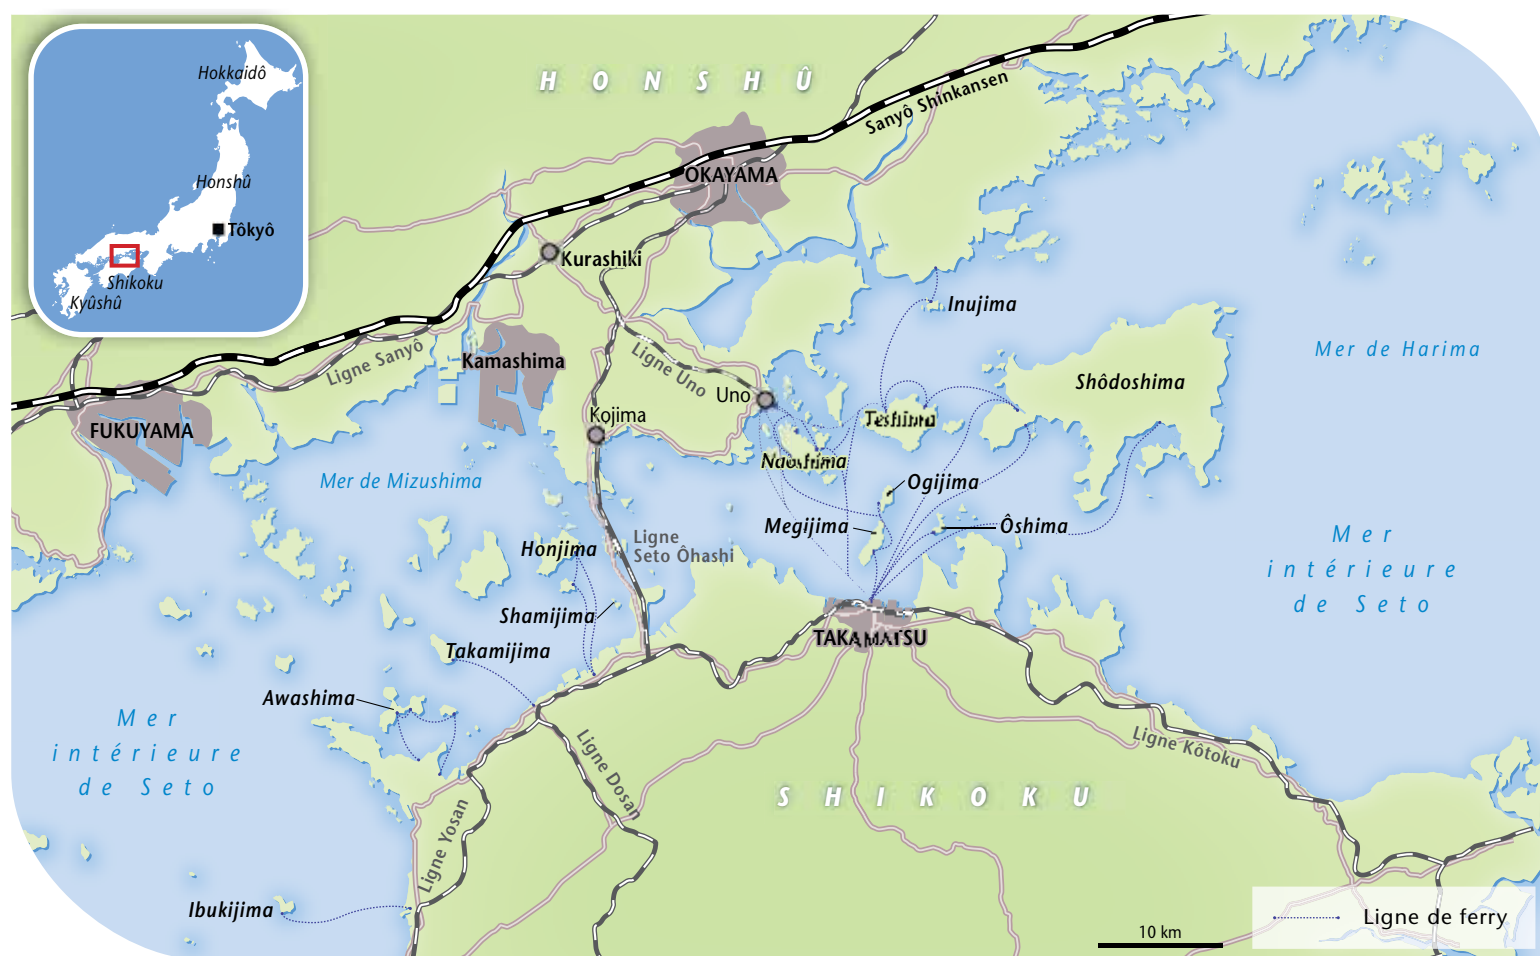 Hokkaidô
Honshû
Tôkyô
Shikoku
Kyûshû
HONSHÛ
Sanyô Shinkansen
OKAYAMA
Kurashiki
Inujima
Mer de Harima
Ligne Sanyô
Kamashima
Ligne Uno
Uno
Shôdoshima
Kojima
Teshima
FUKUYAMA
Naoshima
Mer de Mizushima
Ogijima
Megijima
Ôshima
Honjima
Ligne
Seto Ôhashi
Mer
intérieure
de Seto
Shamijima
TAKAMATSU
Takamijima
Awashima
Mer
intérieure
de Seto
Ligne Dosan
Ligne Kôtoku
SHIKOKU
Ligne Yosan
Ibukijima
10 km
Ligne de ferry